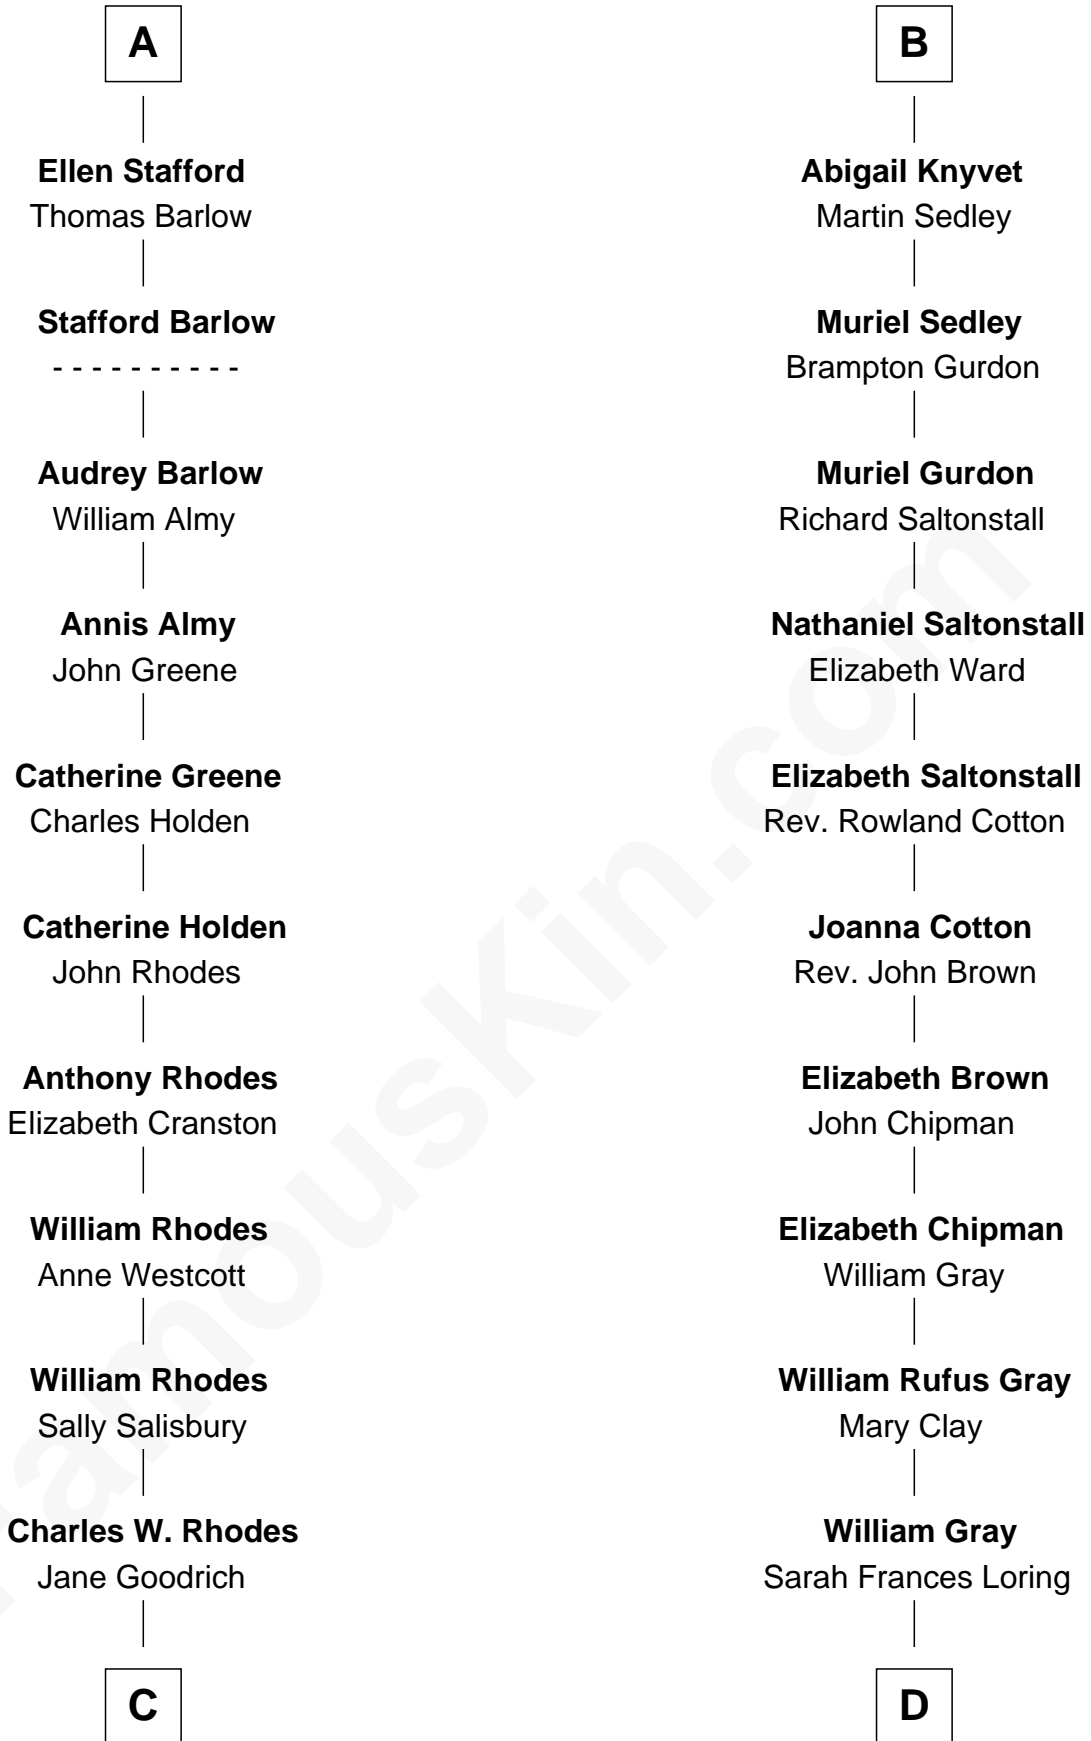 A
Ellen Stafford
Thomas Barlow
Stafford Barlow
- - - - - - - - - -
Audrey Barlow
William Almy
Annis Almy
John Greene
Catherine Greene
Charles Holden
Catherine Holden
John Rhodes
Anthony Rhodes
Elizabeth Cranston
William Rhodes
Anne Westcott
William Rhodes
Sally Salisbury
Charles W. Rhodes
Jane Goodrich
C
B
Abigail Knyvet
Martin Sedley
Muriel Sedley
Brampton Gurdon
Muriel Gurdon
Richard Saltonstall
Nathaniel Saltonstall
Elizabeth Ward
Elizabeth Saltonstall
Rev. Rowland Cotton
Joanna Cotton
Rev. John Brown
Elizabeth Brown
John Chipman
Elizabeth Chipman
William Gray
William Rufus Gray
Mary Clay
William Gray
Sarah Frances Loring
D
FamousKin.com